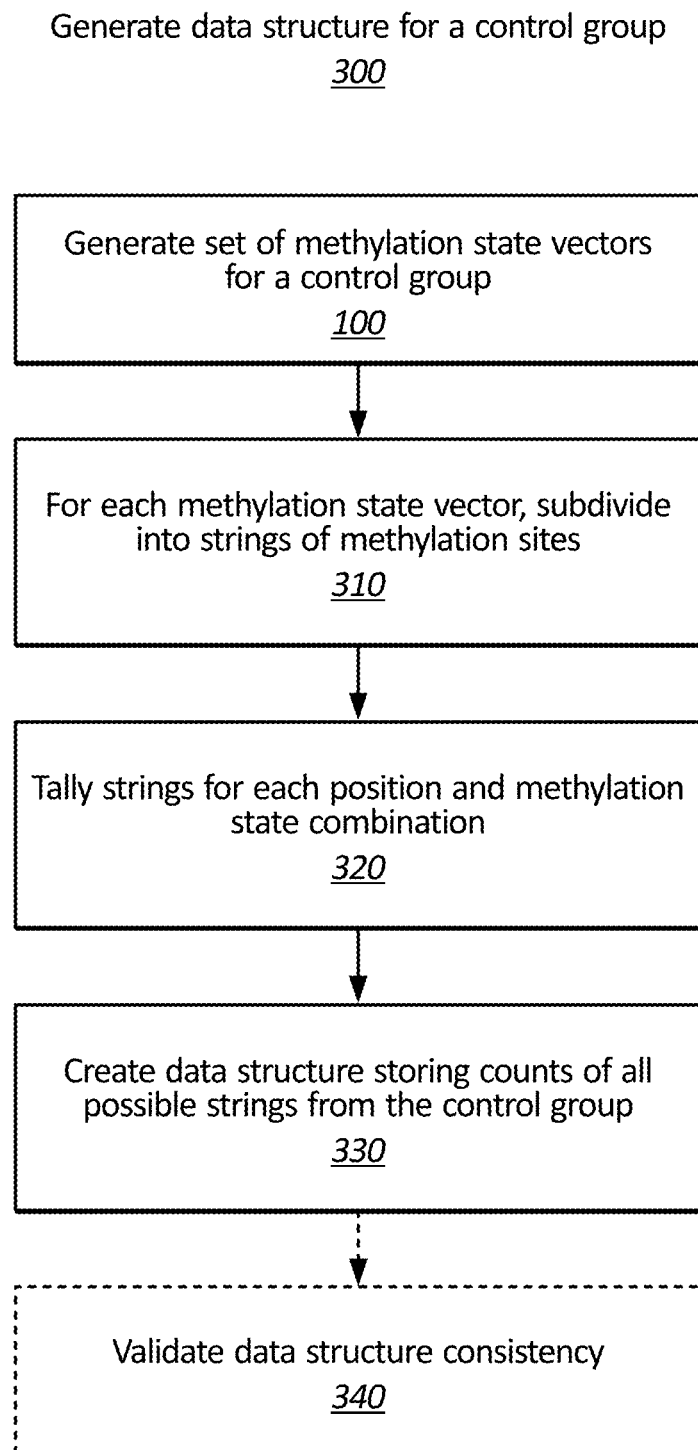 Generate data structure for a control group
300
Generate set of methylation state vectors
for a control group
100
For each methylation state vector, subdivide
into strings of methylation sites
310
Tally strings for each position and methylation
state combination
320
Create data structure storing counts of all
possible strings from the control group
330
Validate data structure consistency
340